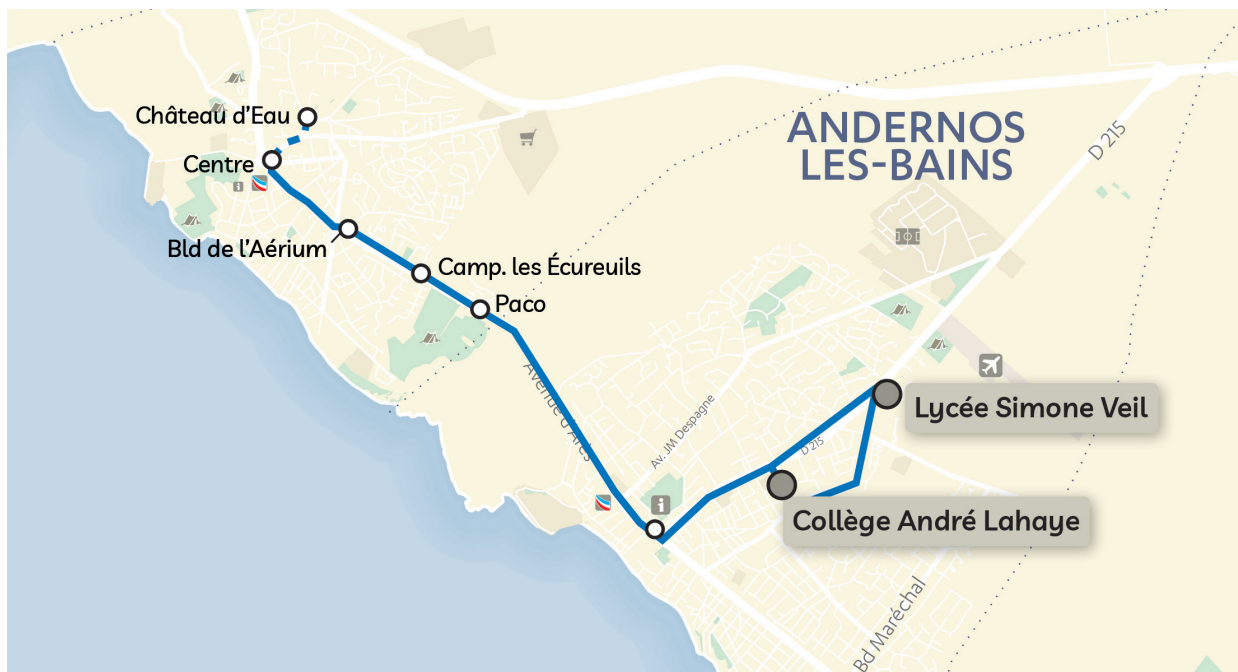 Château d'Eau
Centre
Bld de l'Aérium
Camp. les Écureuils
Paco
ANDERNOS
LES-BAINS
D 215
Avenue d'Arès
Av. JM Despagne
D 215
Lycée Simone Veil
Collège André Lahaye
Bd Maréchal